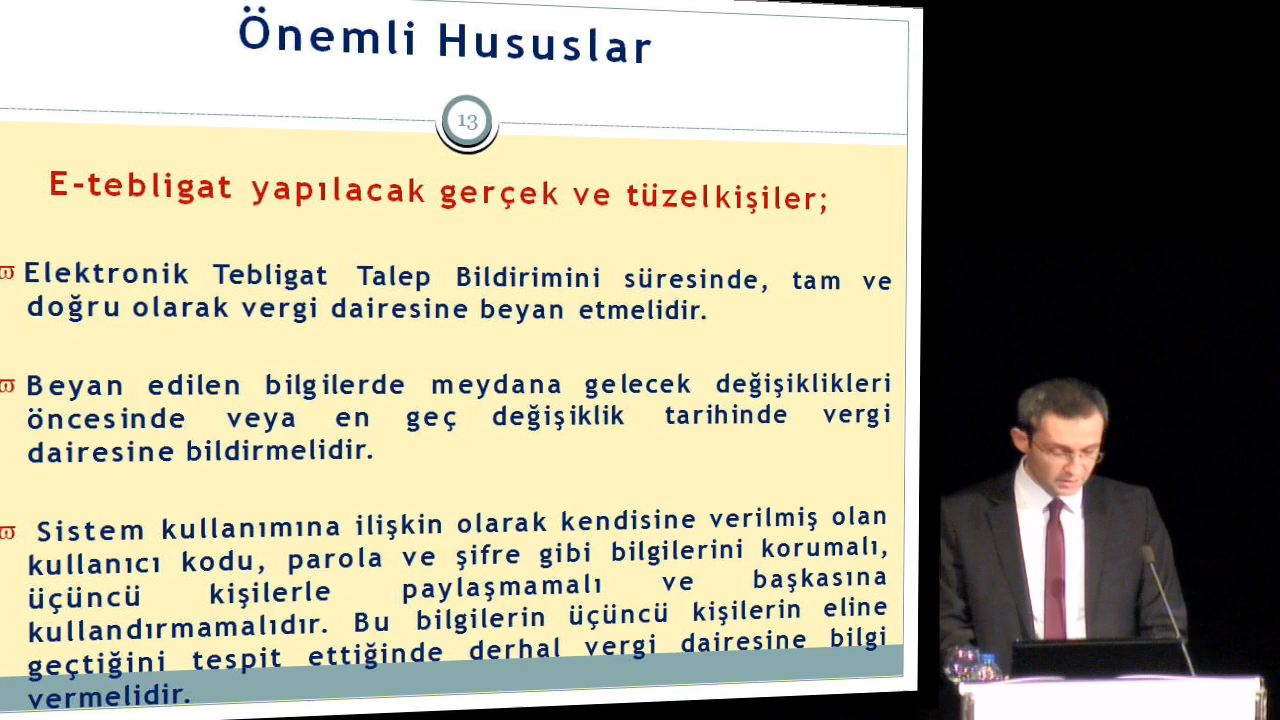 Önemli Hususlar
13
E-tebligat yapılacak gerçek ve tüzelkişiler;
Elektronik Tebligat Talep Bildirimini süresinde, tam ve
doğru olarak vergi dairesine beyan etmelidir.
Beyan edilen bilgilerde meydana gelecek değişiklikleri
öncesinde veya en geç değişiklik tarihinde vergi
dairesine bildirmelidir.
Sistem kullanımına ilişkin olarak kendisine verilmiş olan
kullanıcı kodu, parola ve şifre gibi bilgilerini korumalı,
üçüncü kişilerle paylaşmamalı ve başkasına
kullandırmamalıdır. Bu bilgilerin üçüncü kişilerin eline
geçtiğini tespit ettiğinde derhal vergi dairesine bilgi
vermelidir.